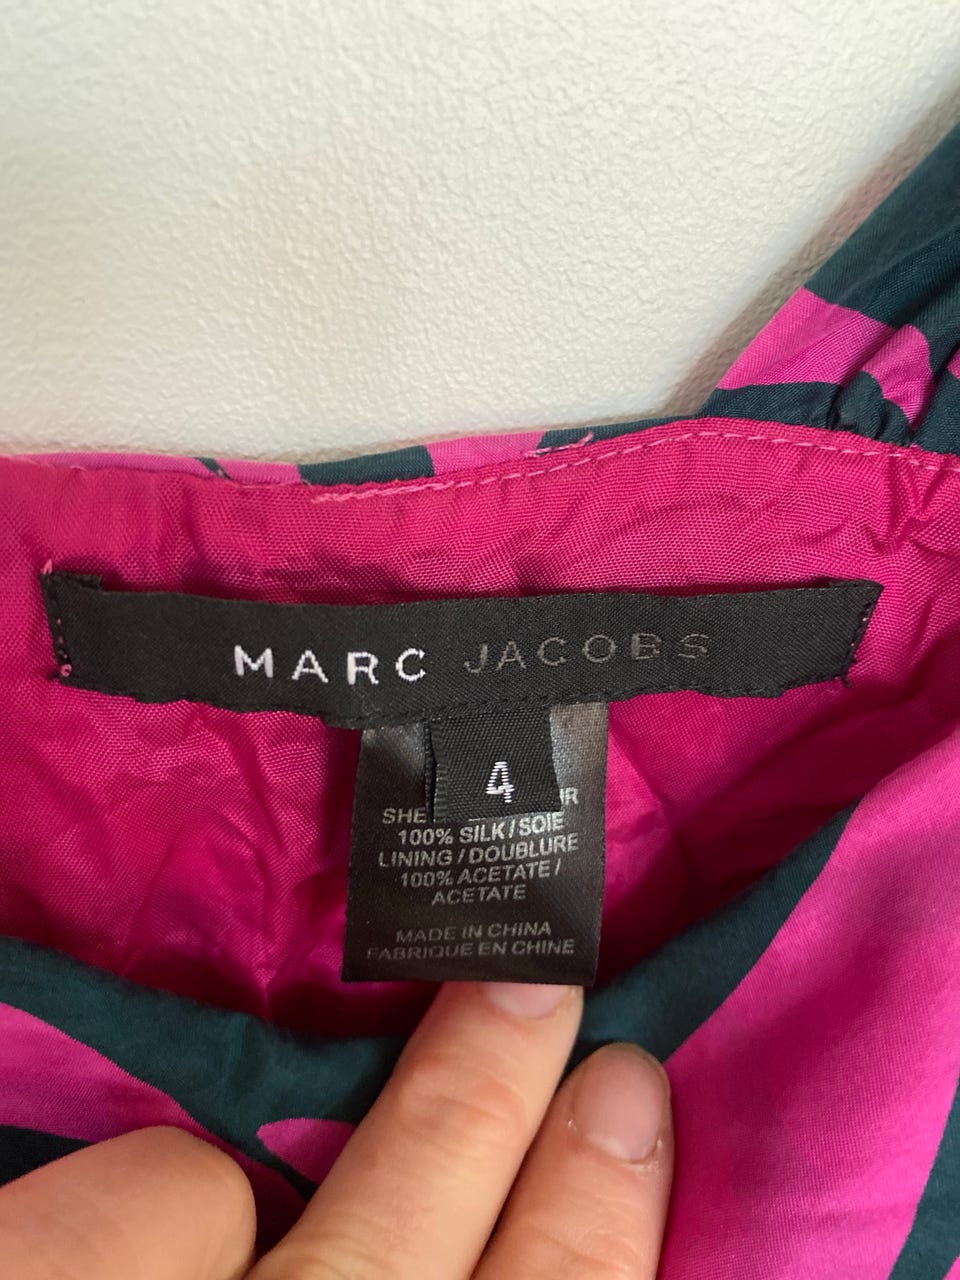 MARC JACOBS
4
100% SILK / SOIE
LINING / DOUBLURE
100% ACETATE /
ACETATE
MADE IN CHINA
FABRIQUE EN CHINE